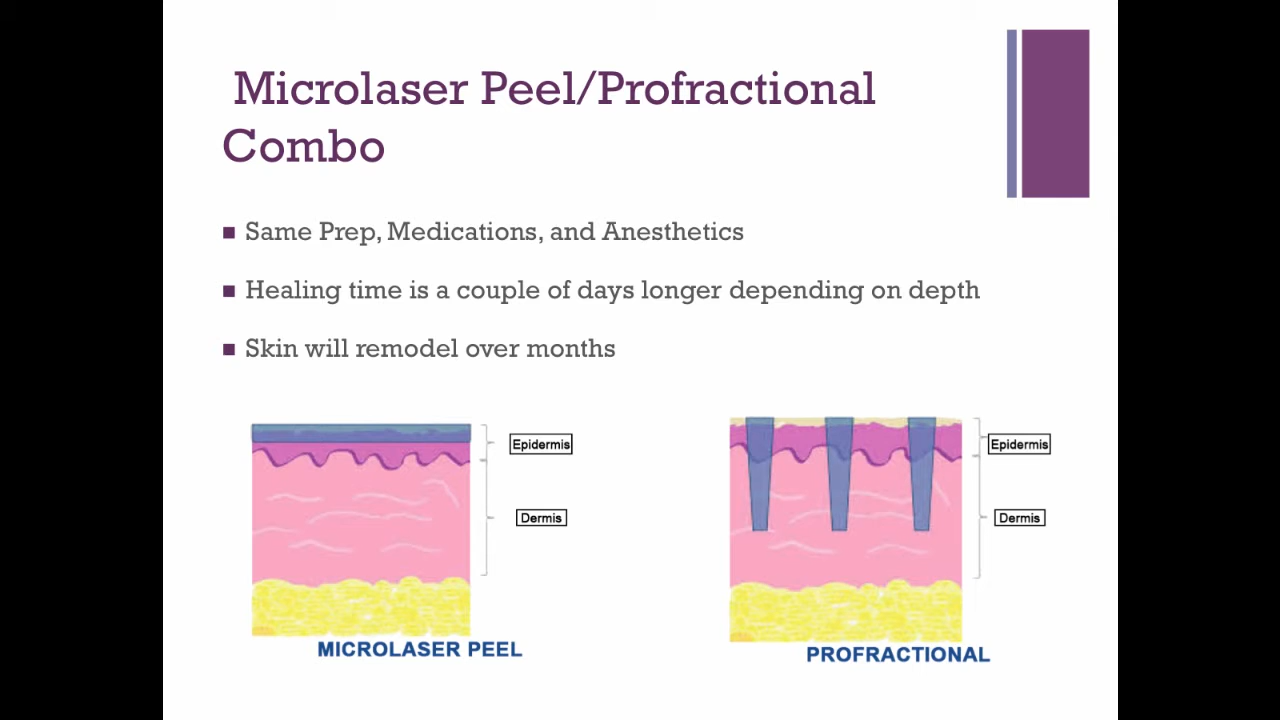 Microlaser Peel/Profractional
Combo
Same Prep, Medications, and Anesthetics
Healing time is a couple of days longer depending on depth
Skin will remodel over months
Epidermis
Dermis
MICROLASER PEEL
Epidermis
Dermis
PROFRACTIONAL